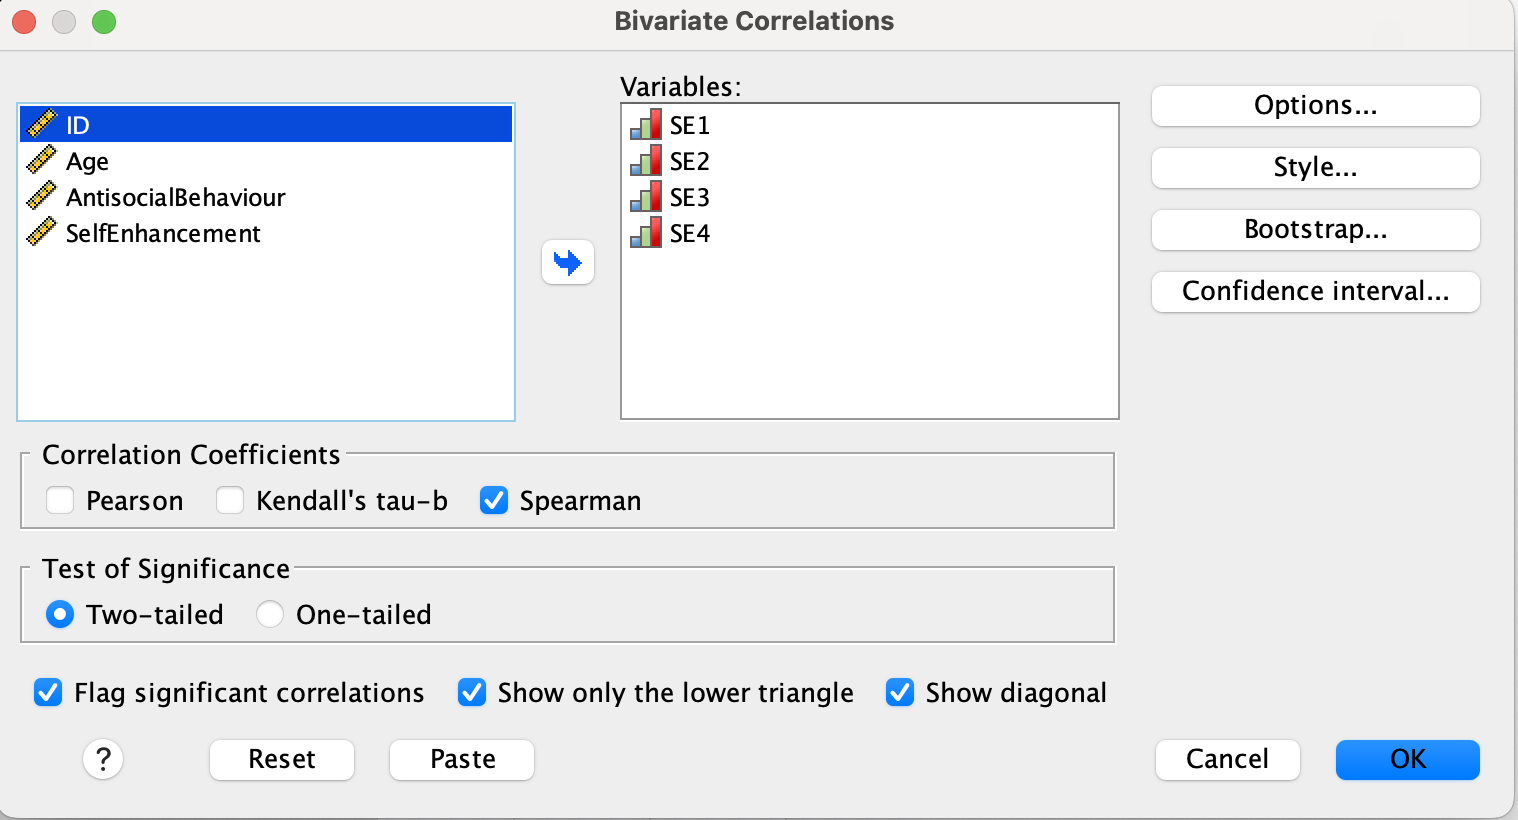 Bivariate Correlations
ID
Age
AntisocialBehaviour
SelfEnhancement
Variables:
SE1
SE2
SE3
SE4
Options...
Style...
Bootstrap...
Confidence interval...
Correlation Coefficients
Pearson Kendall's tau-b Spearman
Test of Significance
Two-tailed One-tailed
Flag significant correlations Show only the lower triangle Show diagonal
? Reset Paste Cancel OK